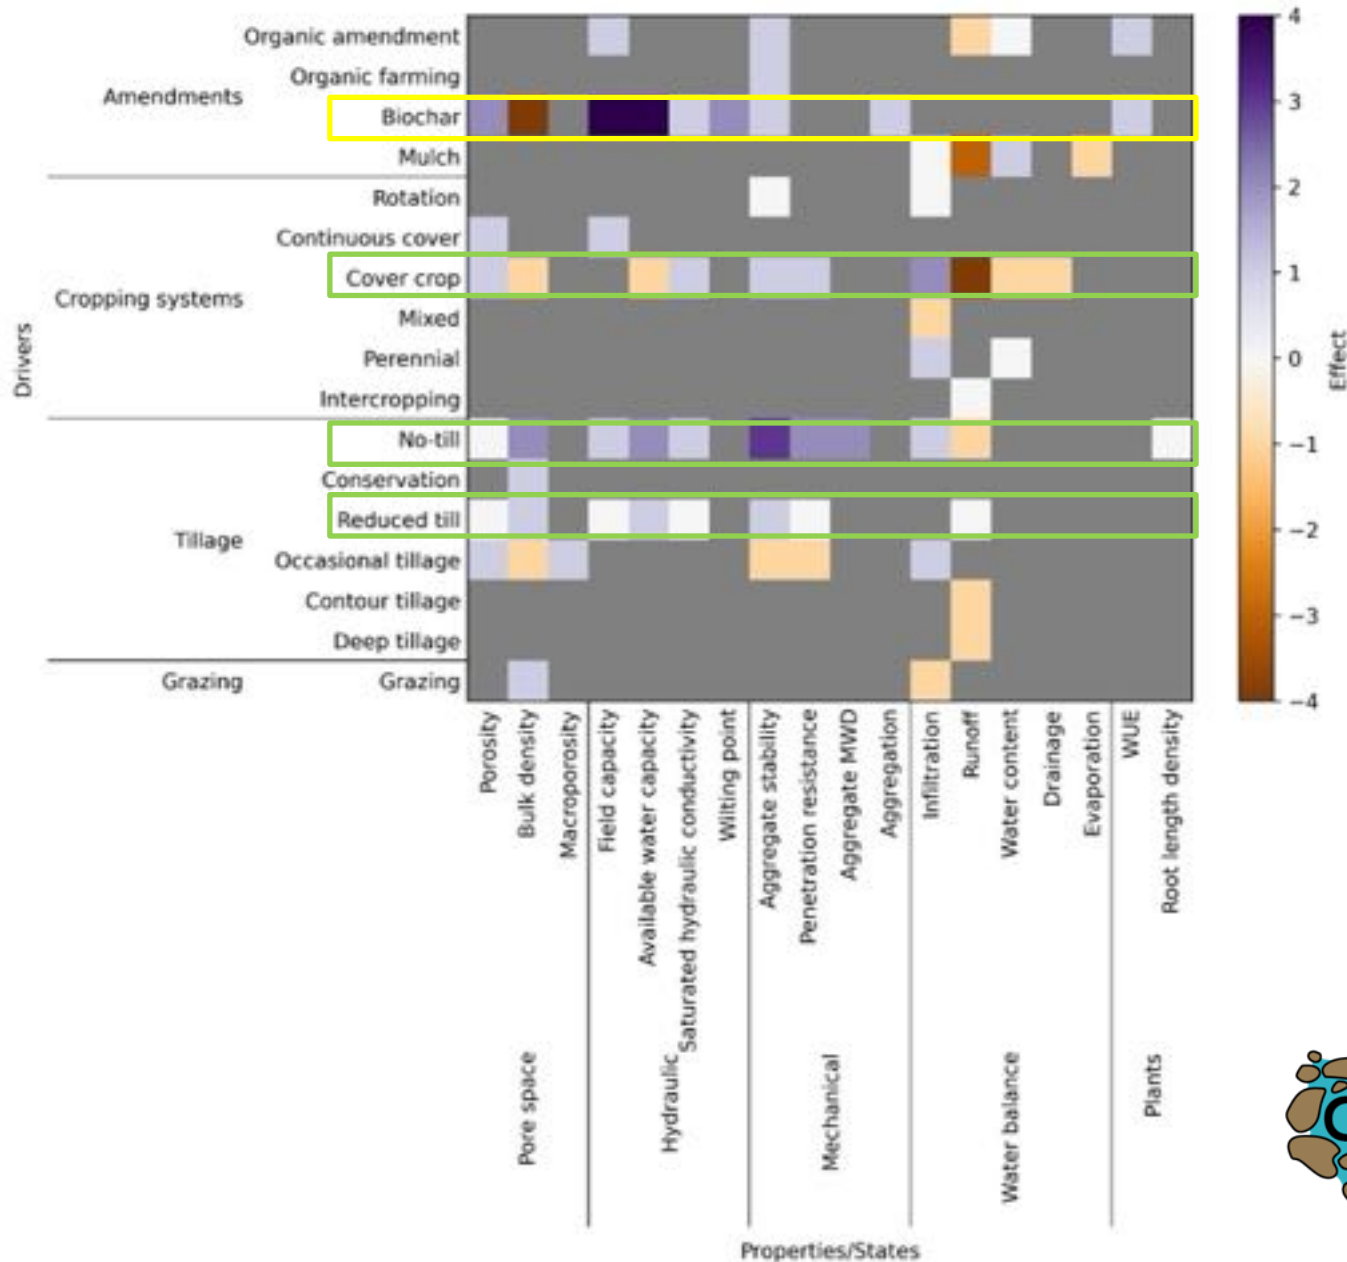 Organic amendment
Organic farming
Amendments
Biochar
Mulch
Rotation
Continuous cover
Cover crop
Cropping systems
Mixed
Perennial
Intercropping
Drivers
No-till
Conservation
Reduced till
Tillage
Occasional tillage
Contour tillage
Deep tillage
Grazing
Grazing
4
3
2
1
0
−1
−2
−3
−4
Effect
Porosity
Bulk density
Macroporosity
Field capacity
Available water capacity
Saturated hydraulic conductivity
Wilting point
Aggregate stability
Penetration resistance
Aggregate MWD
Aggregation
Infiltration
Runoff
Water content
Drainage
Evaporation
WUE
Root length density
Pore space
Hydraulic
Mechanical
Water balance
Plants
Properties/States